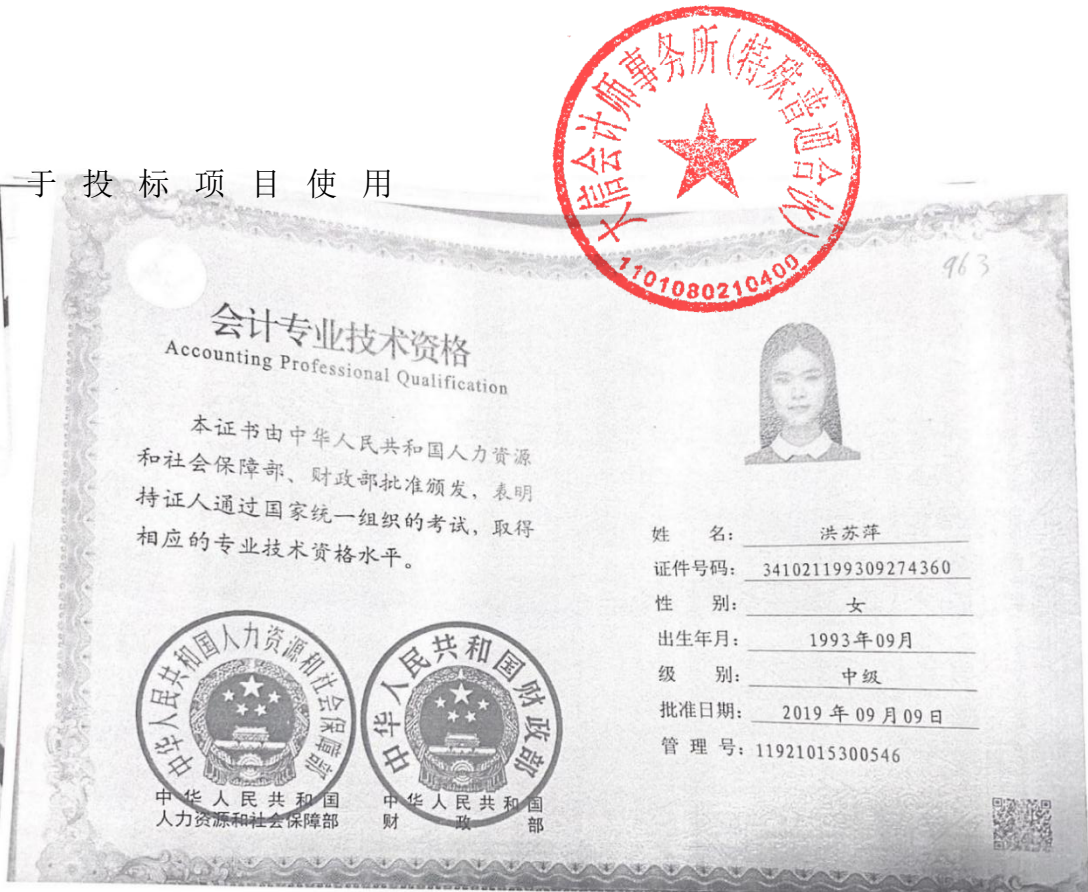 大信会计师事务所(特殊普通合伙)
1101080210400
于投标项目使用
963
会计专业技术资格
Accounting Professional Qualification
本证书由中华人民共和国人力资源
和社会保障部、财政部批准颁发，表明
持证人通过国家统一组织的考试，取得
相应的专业技术资格水平。
中华人民共和国人力资源和社会保障部
中华人民共和国财政部
中华人民共和国
人力资源和社会保障部
中华人民共和国
财政部
姓名：洪苏萍
证件号码：341021199309274360
性别：女
出生年月：1993年09月
级别：中级
批准日期：2019年09月09日
管理号：11921015300546